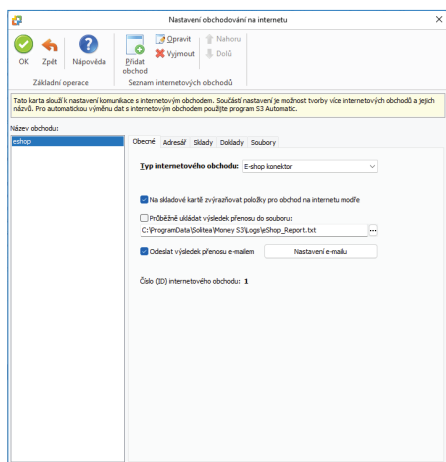 Nastavení obchodování na internetu
OK
Zpět
Nápověda
Přidat obchod
Opravit
Vyjmout
Nahoru
Dolů
Základní operace
Seznam internetových obchodů
Tato karta slouží k nastavení komunikace s internetovým obchodem. Součástí nastavení je možnost tvorby více internetových obchodů a jejich
názvů. Pro automatickou výměnu dat s internetovým obchodem použijte program S3 Automatic.
Název obchodu:
eshop
Obecné Adresář Sklady Doklady Soubory
Typ internetového obchodu: E-shop konektor
Na skladové kartě zvýrazňovat položky pro obchod na internetu modře
Průběžně ukládat výsledek přenosu do souboru:
C:\ProgramData\Solitea\Money S3\Logs\eShop_Report.txt ...
Odeslat výsledek přenosu e-mailem Nastavení e-mailu
Číslo (ID) internetového obchodu: 1